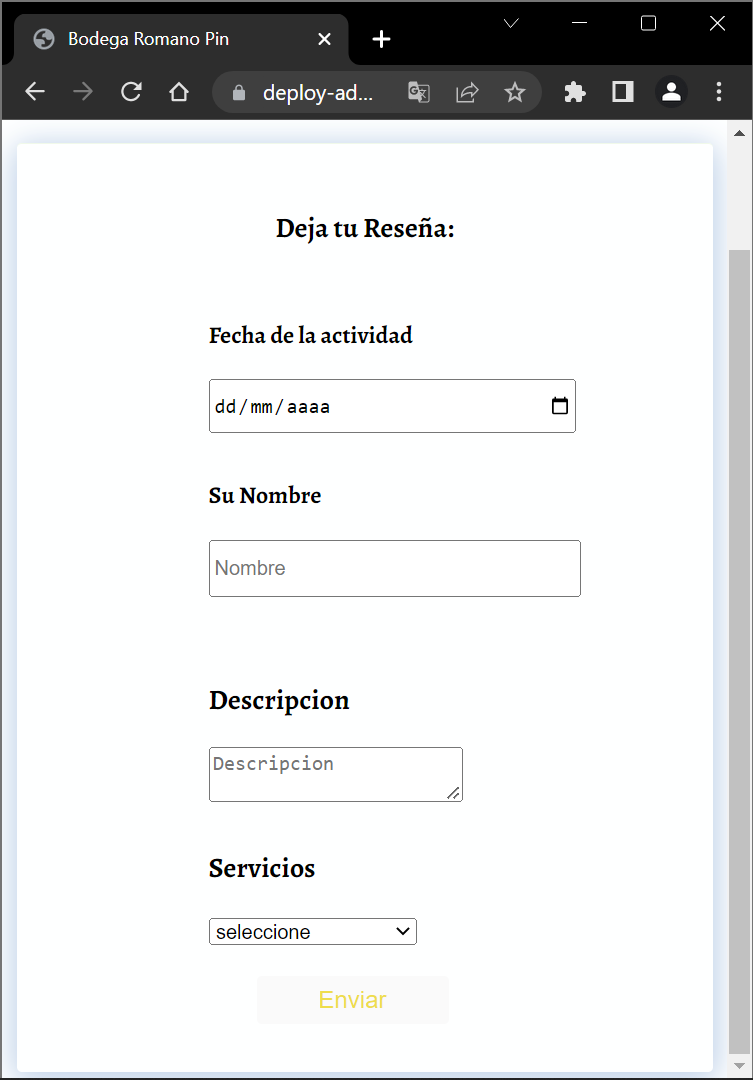 Bodega Romano Pin
deploy-ad...
Deja tu Reseña:
Fecha de la actividad
dd/mm/aaaa
Su Nombre
Nombre
Descripcion
Descripcion
Servicios
seleccione
Enviar